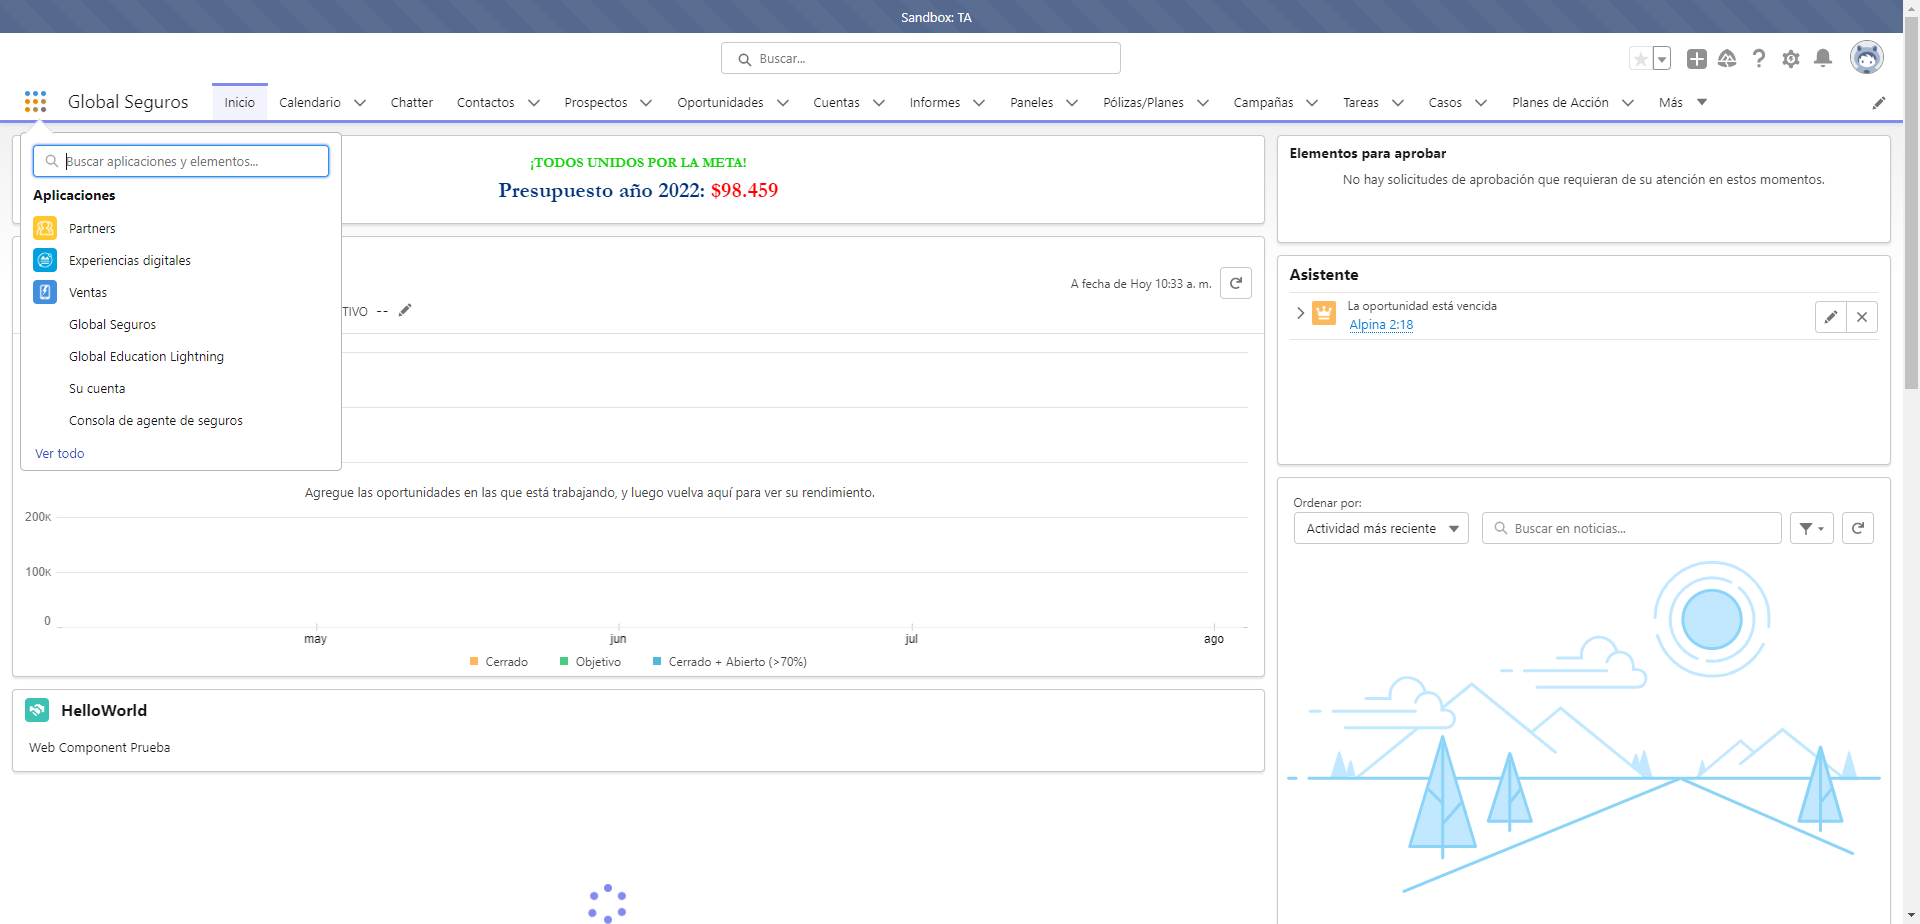 Sandbox: TA
Buscar...
Global Seguros
Inicio
Calendario
Chatter
Contactos
Prospectos
Oportunidades
Cuentas
Informes
Paneles
Pólizas/Planes
Campañas
Tareas
Casos
Planes de Acción
Más
Buscar aplicaciones y elementos...
Aplicaciones
Partners
Experiencias digitales
Ventas
Global Seguros
Global Education Lightning
Su cuenta
Consola de agente de seguros
Ver todo
¡TODOS UNIDOS POR LA META!
Presupuesto año 2022: $98.459
A fecha de Hoy 10:33 a. m.
TIVO --
Agregue las oportunidades en las que está trabajando, y luego vuelva aquí para ver su rendimiento.
200K
100K
0
may
jun
jul
ago
Cerrado
Objetivo
Cerrado + Abierto (>70%)
HelloWorld
Web Component Prueba
Elementos para aprobar
No hay solicitudes de aprobación que requieran de su atención en estos momentos.
Asistente
La oportunidad está vencida
Alpina 2:18
Ordenar por:
Actividad más reciente
Buscar en noticias...